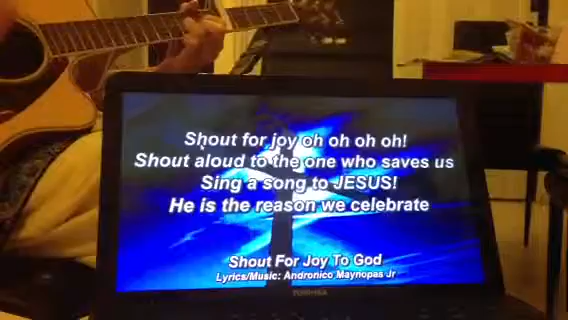 Shout for joy oh oh oh oh!
Shout aloud to the one who saves us
Sing a song to JESUS!
He is the reason we celebrate
Shout For Joy To God
Lyrics/Music: Andronico Maynopas Jr
TOSHIBA